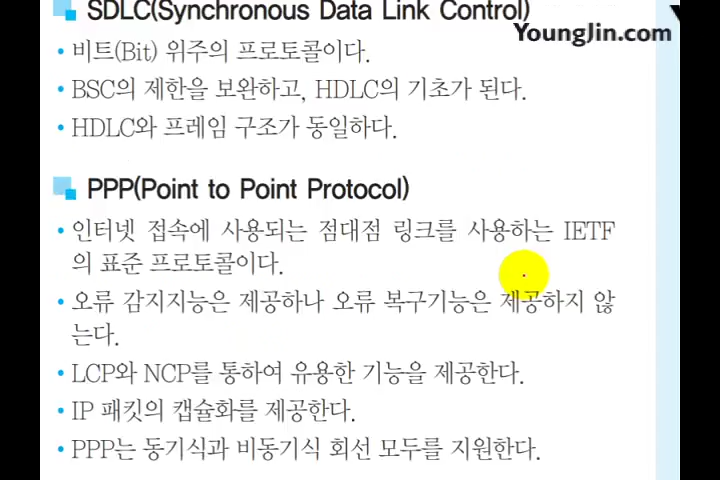 SDLC(Synchronous Data Link Control)
YoungJin.com
• 비트(Bit) 위주의 프로토콜이다.
• BSC의 제한을 보완하고, HDLC의 기초가 된다.
• HDLC와 프레임 구조가 동일하다.
PPP(Point to Point Protocol)
• 인터넷 접속에 사용되는 점대점 링크를 사용하는 IETF
의 표준 프로토콜이다.
• 오류 감지지능은 제공하나 오류 복구기능은 제공하지 않
는다.
• LCP와 NCP를 통하여 유용한 기능을 제공한다.
• IP 패킷의 캡슐화를 제공한다.
• PPP는 동기식과 비동기식 회선 모두를 지원한다.